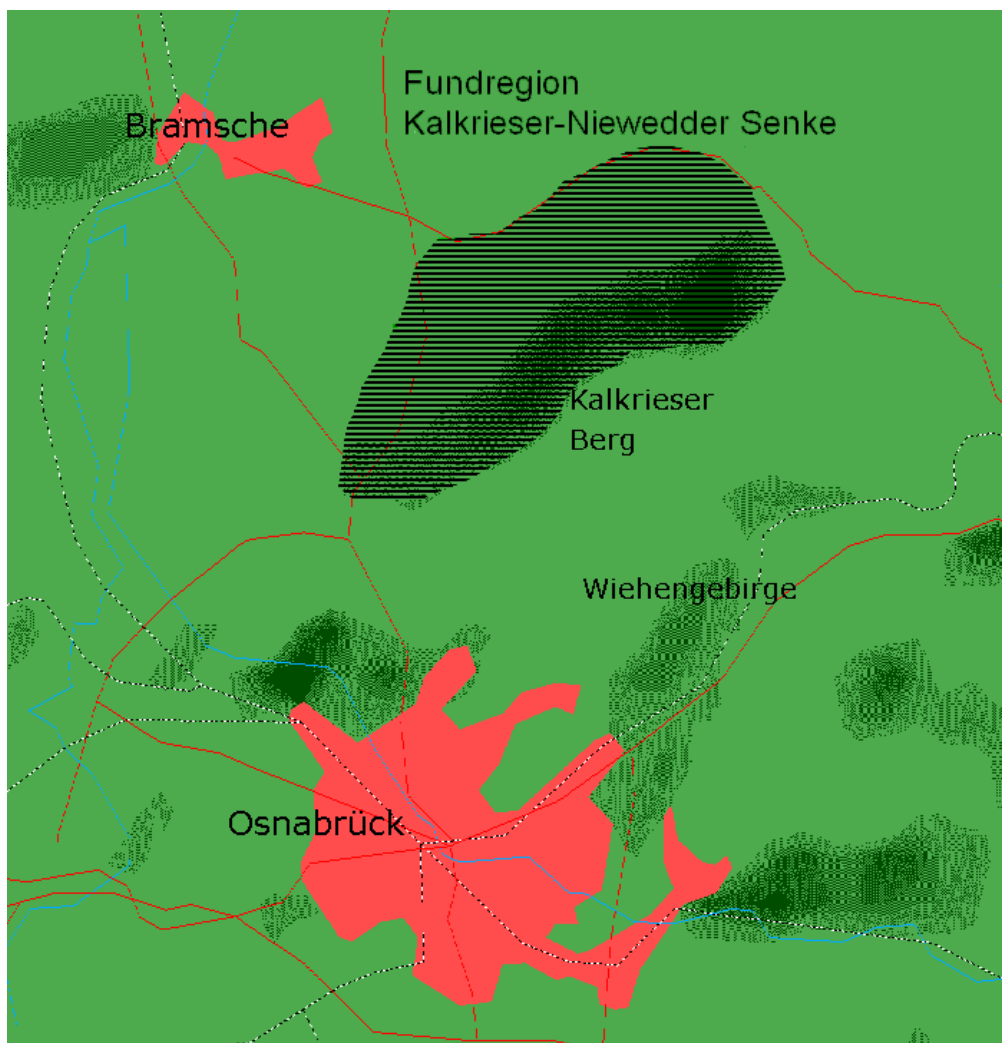 Fundregion
Kalkrieser-Niewedder Senke
Bramsche
Kalkrieser
Berg
Wiehengebirge
Osnabrück